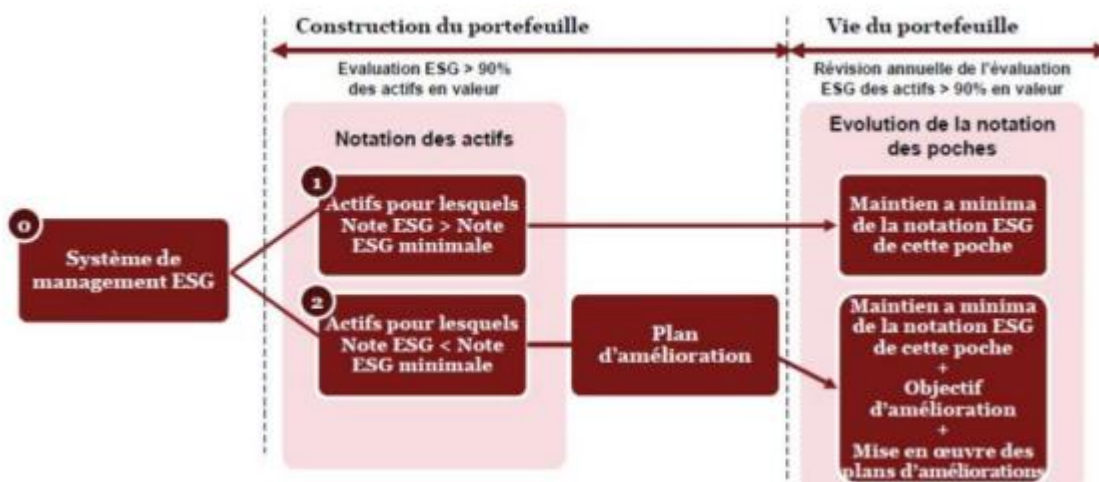 Construction du portefeuille
Vie du portefeuille
Evaluation ESG > 90%
des actifs en valeur
Révision annuelle de l'évaluation
ESG des actifs > 90% en valeur
Notation des actifs
Evolution de la notation
des poches
0
Système de
management ESG
1
Actifs pour lesquels
Note ESG > Note
ESG minimale
Maintien a minima
de la notation ESG
de cette poche
2
Actifs pour lesquels
Note ESG < Note
ESG minimale
Plan
d'amélioration
Maintien a minima
de la notation ESG
de cette poche
+
Objectif
d'amélioration
+
Mise en œuvre des
plans d'améliorations